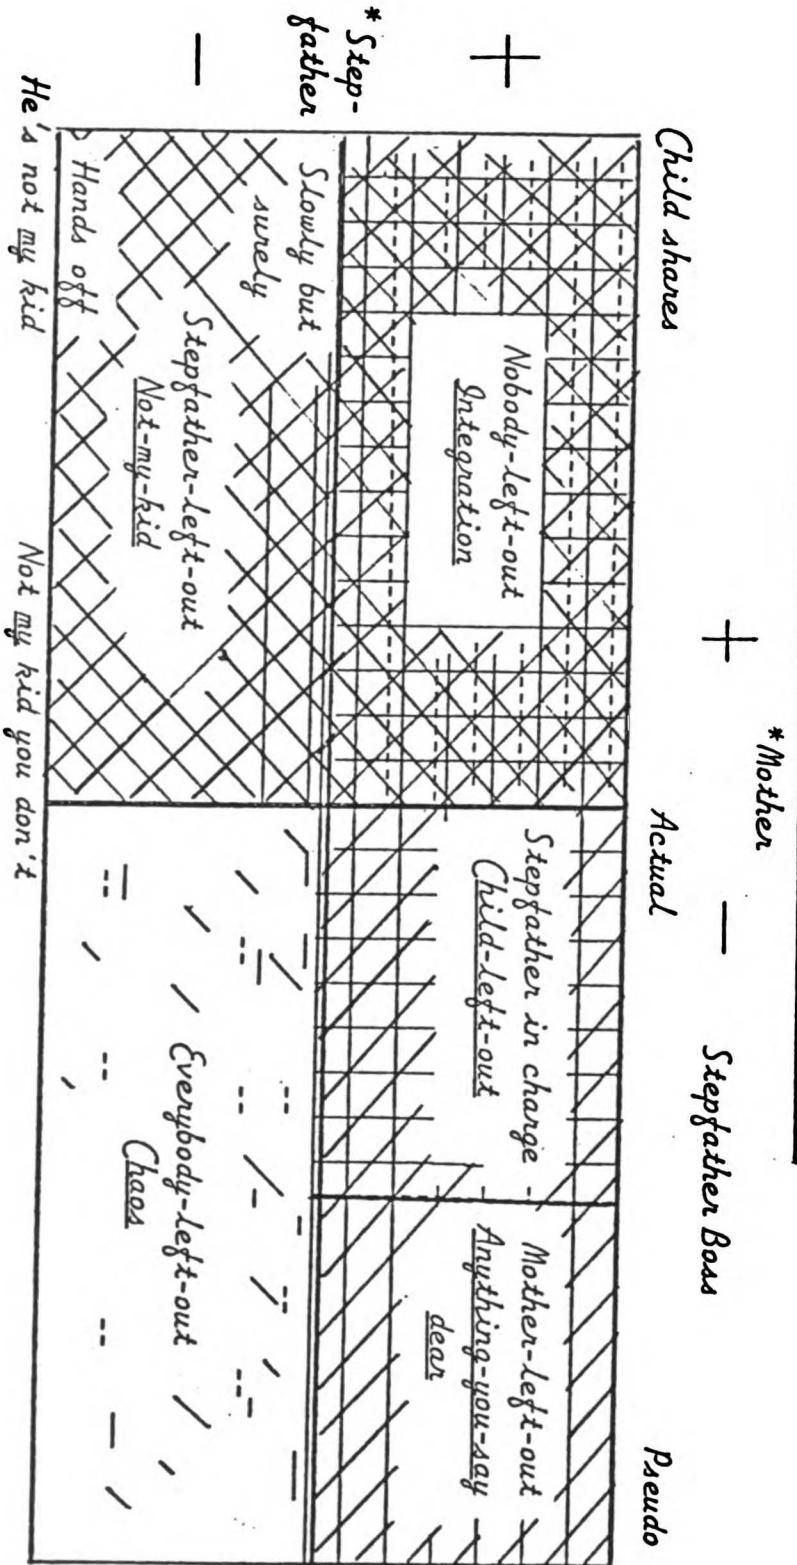 *Mother
+
—
Child shares
Actual
Stepfather Boss
Pseudo
*Step-
father
+
—
Nobody-left-out
Integration
Stepfather in charge
Child-left-out
Mother-left-out
Anything-you-say
dear
Slowly but
surely
Stepfather-left-out
Not-my-kid
Hands off
Everybody-left-out
Chaos
He's not my kid
Not my kid you don't